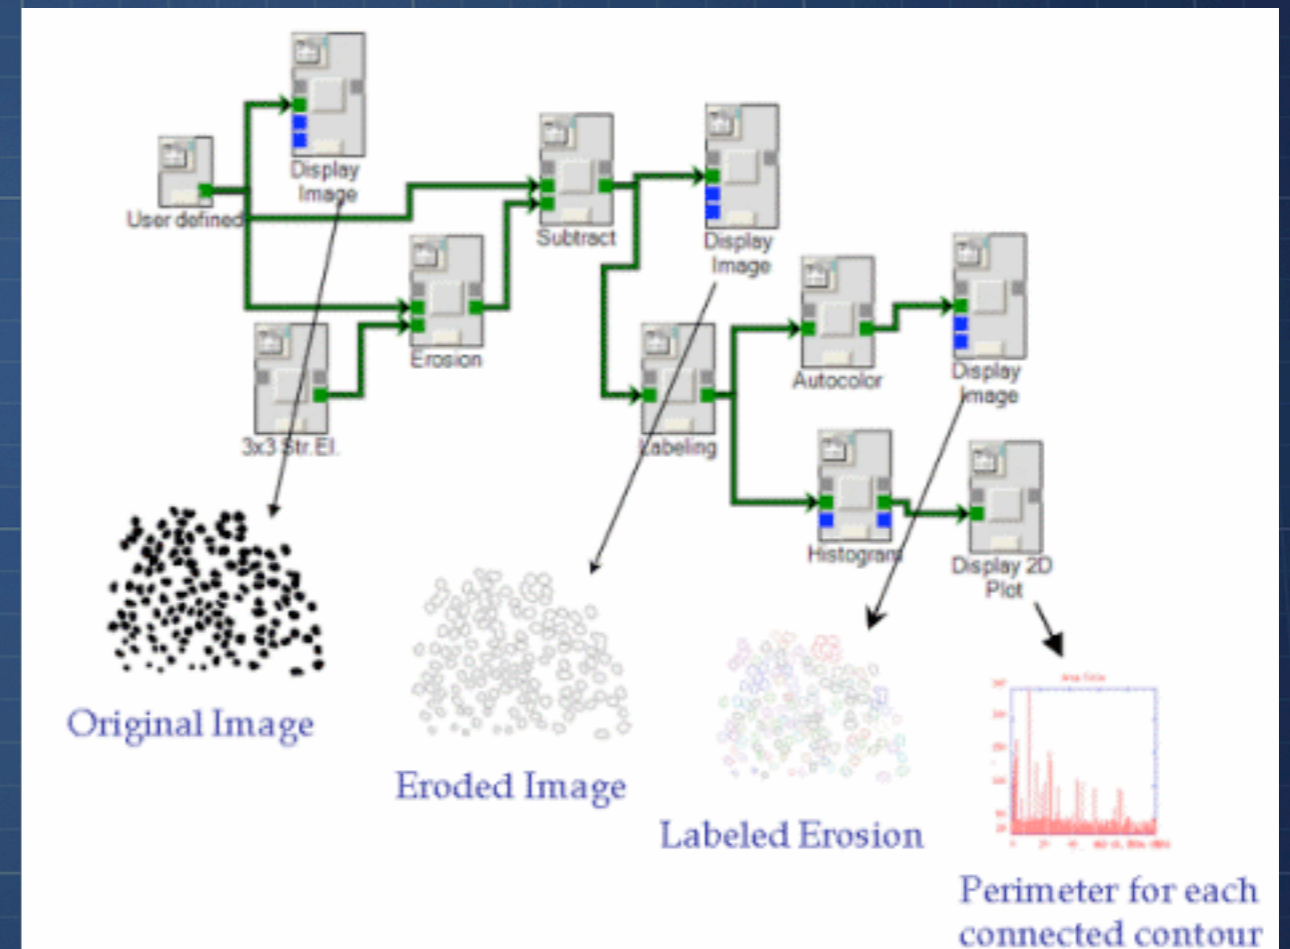 Display
Image
User defined
Subtract
Display
Image
Erosion
3x3 Str.El.
Labeling
Autocolor
Display
Image
Histogram
Display 2D
Plot
Original Image
Eroded Image
Labeled Erosion
Perimeter for each
connected contour